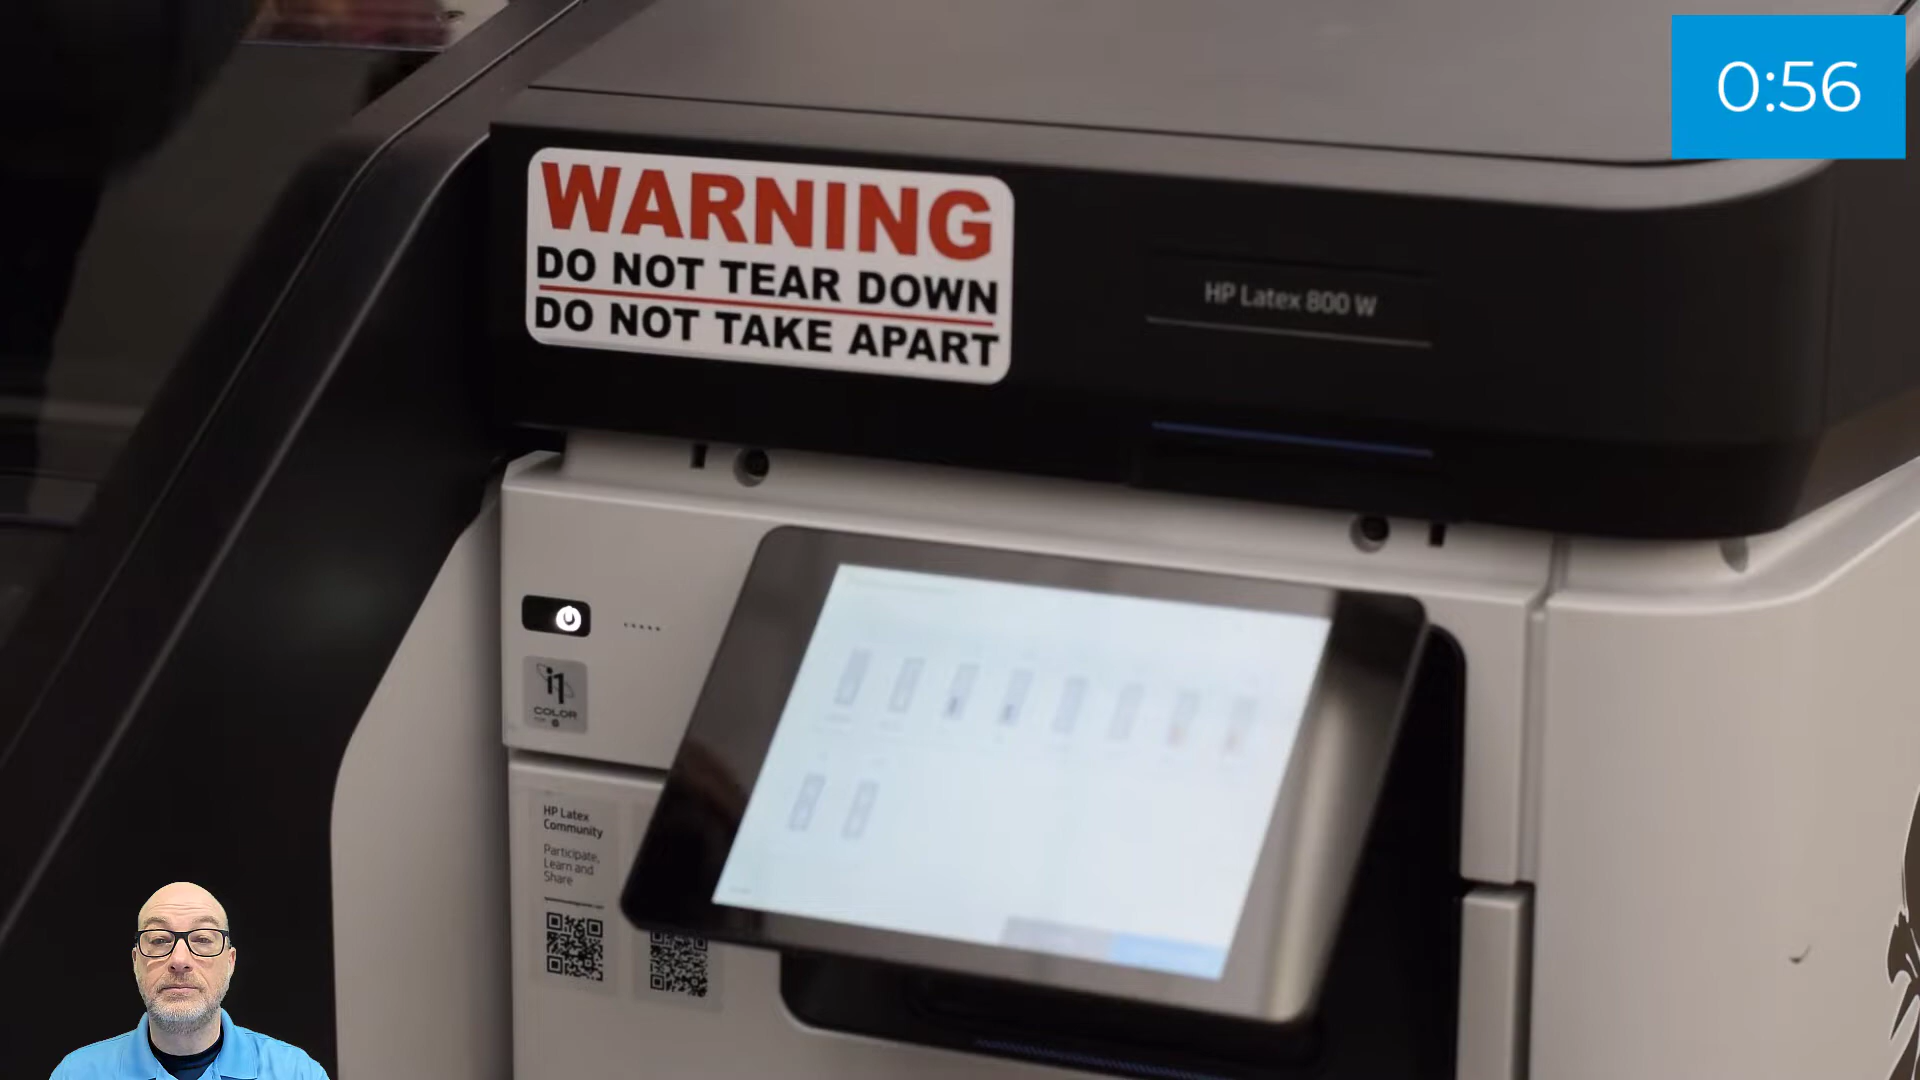 0:56
WARNING
DO NOT TEAR DOWN
DO NOT TAKE APART
HP Latex 800 W
i1
COLOR
HP Latex
Community
Participate,
Learn and
Share